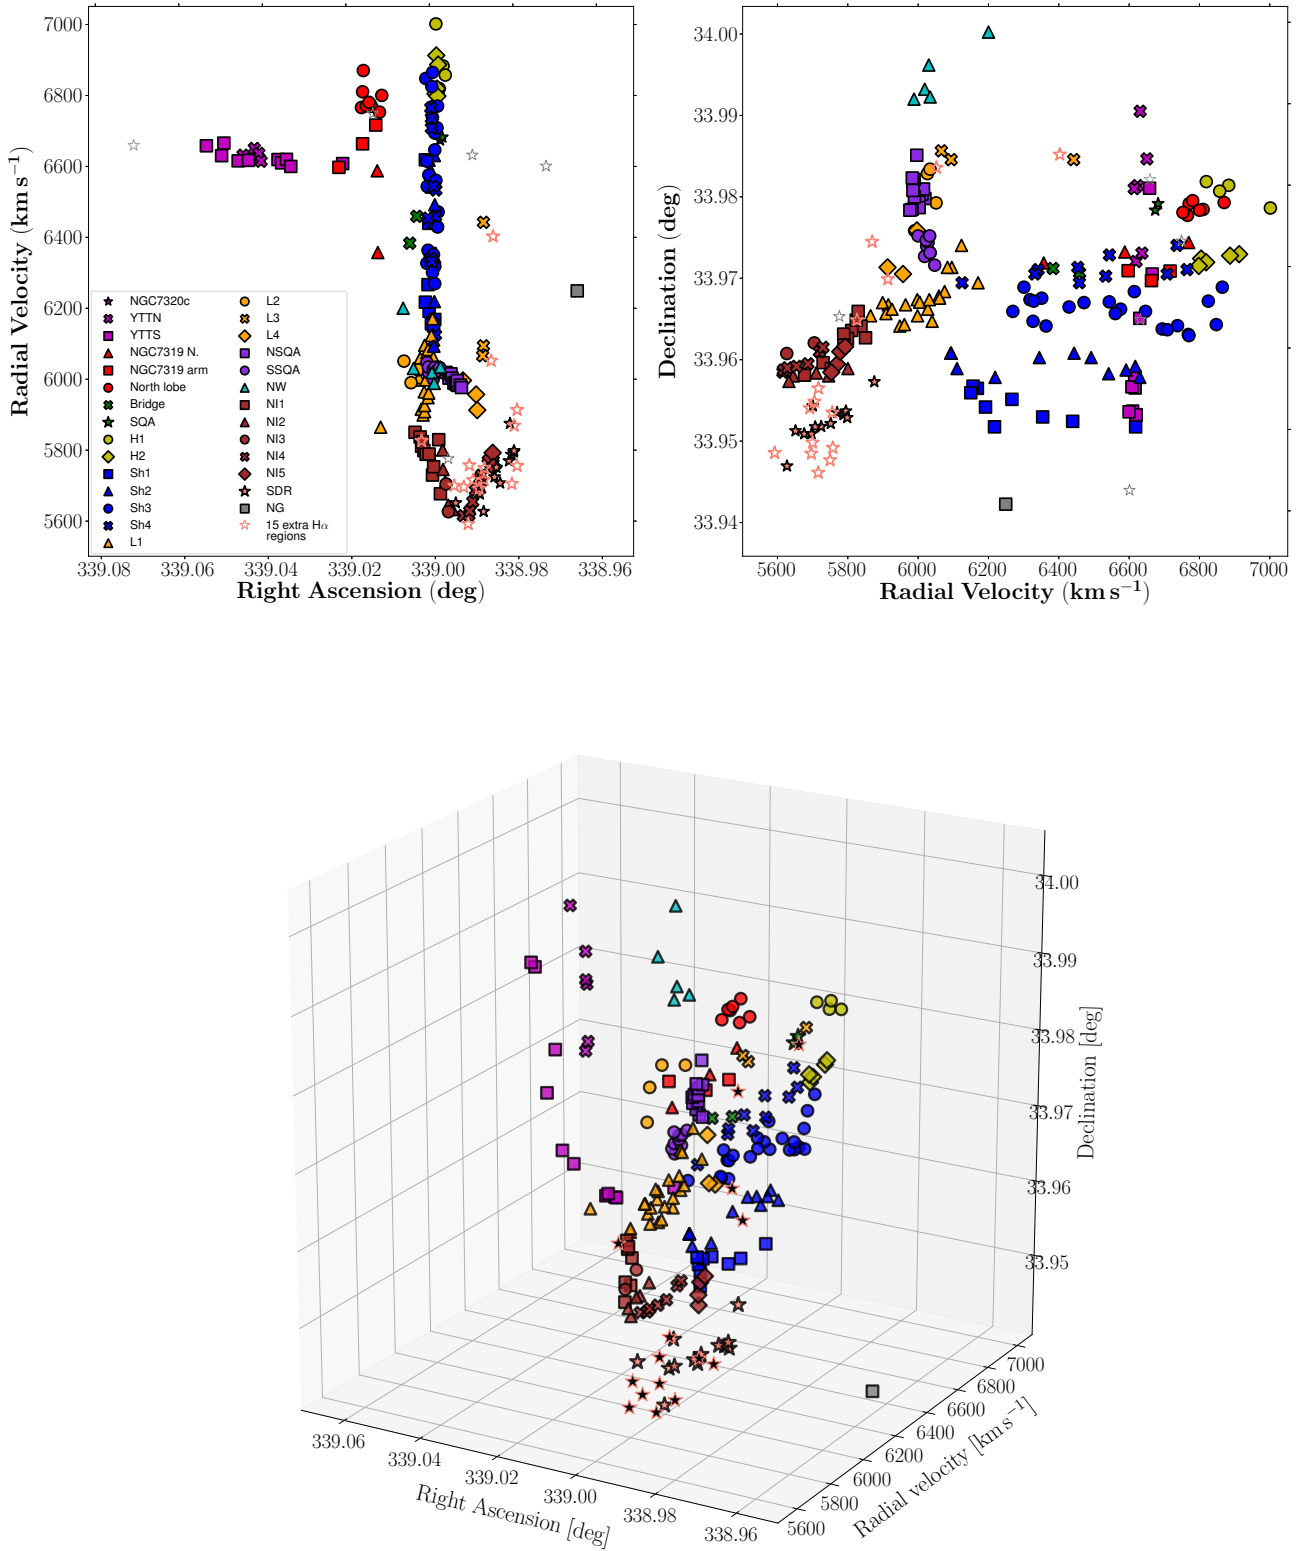 7000
6800
6600
6400
6200
6000
5800
5600
Radial Velocity (km s⁻¹)
NGC7320c
YTTN
YTTS
NGC7319 N.
NGC7319 arm
North lobe
Bridge
SQA
H1
H2
Sh1
Sh2
Sh3
Sh4
L1
L2
L3
L4
NSQA
SSQA
NW
NI1
NI2
NI3
NI4
NI5
SDR
NG
15 extra Hα
regions
339.08 339.06 339.04 339.02 339.00 338.98 338.96
Right Ascension (deg)
34.00
33.99
33.98
33.97
33.96
33.95
33.94
Declination (deg)
5600 5800 6000 6200 6400 6600 6800 7000
Radial Velocity (km s⁻¹)
34.00
33.99
33.98
33.97
33.96
33.95
Declination [deg]
7000
6800
6600
6400
6200
6000
5800
5600
Radial velocity [km s⁻¹]
339.06
339.04
339.02
339.00
338.98
338.96
Right Ascension [deg]